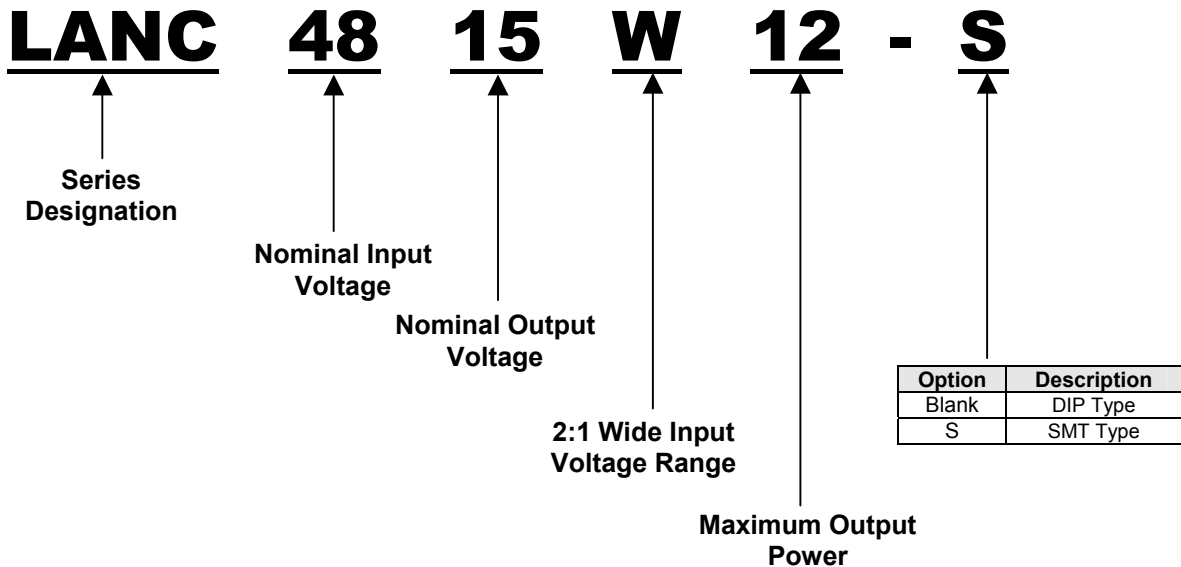 LANC 48 15 W 12 - S
Series
Designation
Nominal Input
Voltage
Nominal Output
Voltage
2:1 Wide Input
Voltage Range
Maximum Output
Power
Option Description
Blank DIP Type
S SMT Type